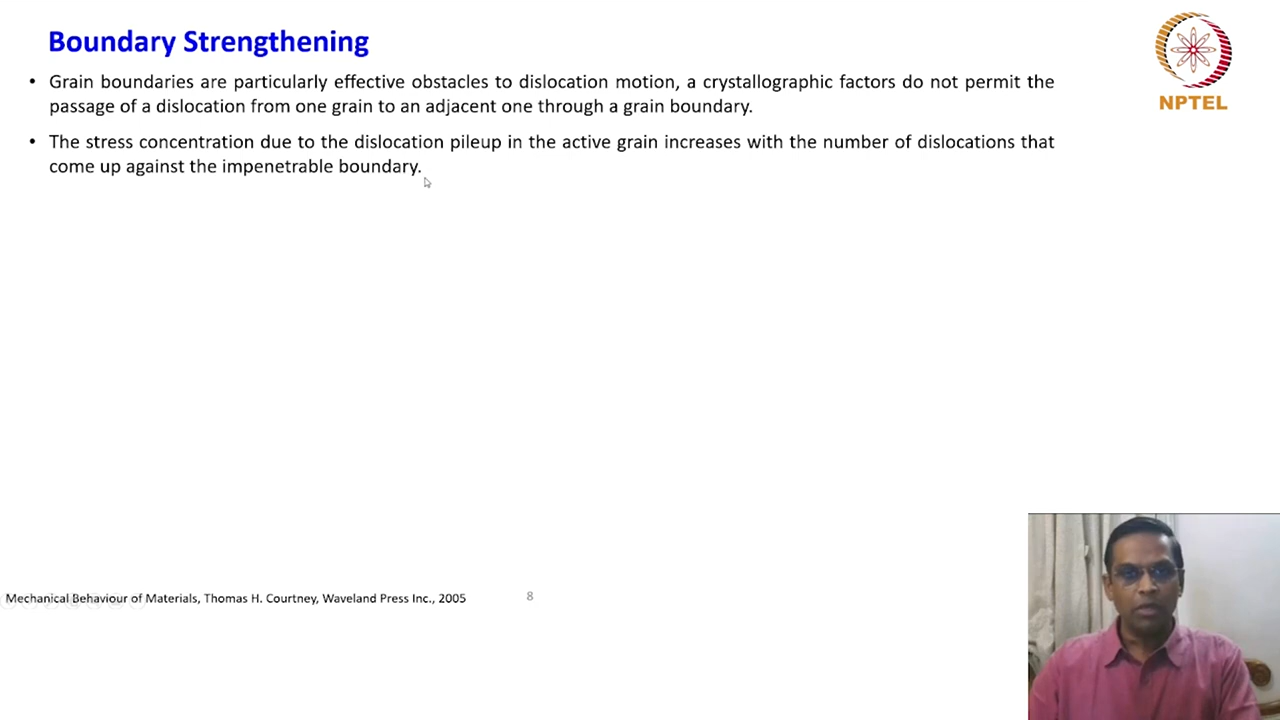 Boundary Strengthening
• Grain boundaries are particularly effective obstacles to dislocation motion, a crystallographic factors do not permit the
passage of a dislocation from one grain to an adjacent one through a grain boundary.
• The stress concentration due to the dislocation pileup in the active grain increases with the number of dislocations that
come up against the impenetrable boundary.
NPTEL
Mechanical Behaviour of Materials, Thomas H. Courtney, Waveland Press Inc., 2005
8